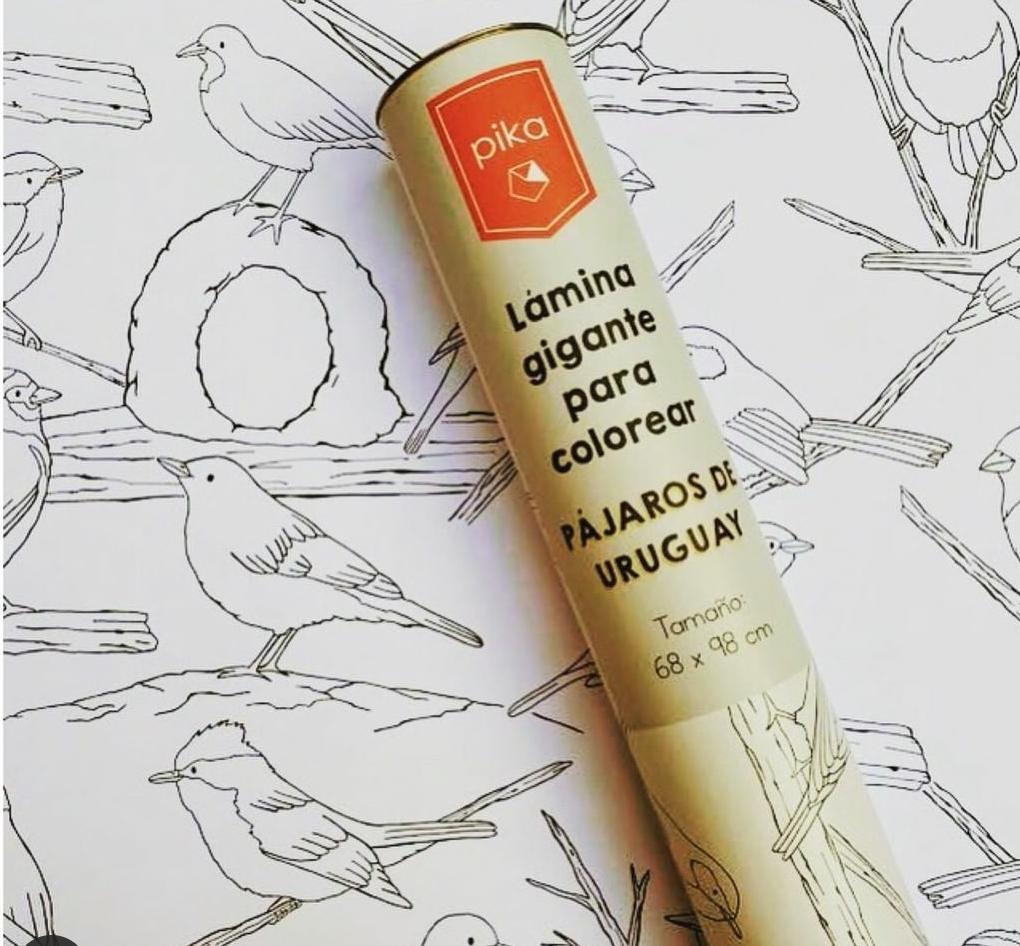 pika
Lámina
gigante
para
colorear
PÁJAROS DE
URUGUAY
Tamaño:
68 x 98 cm